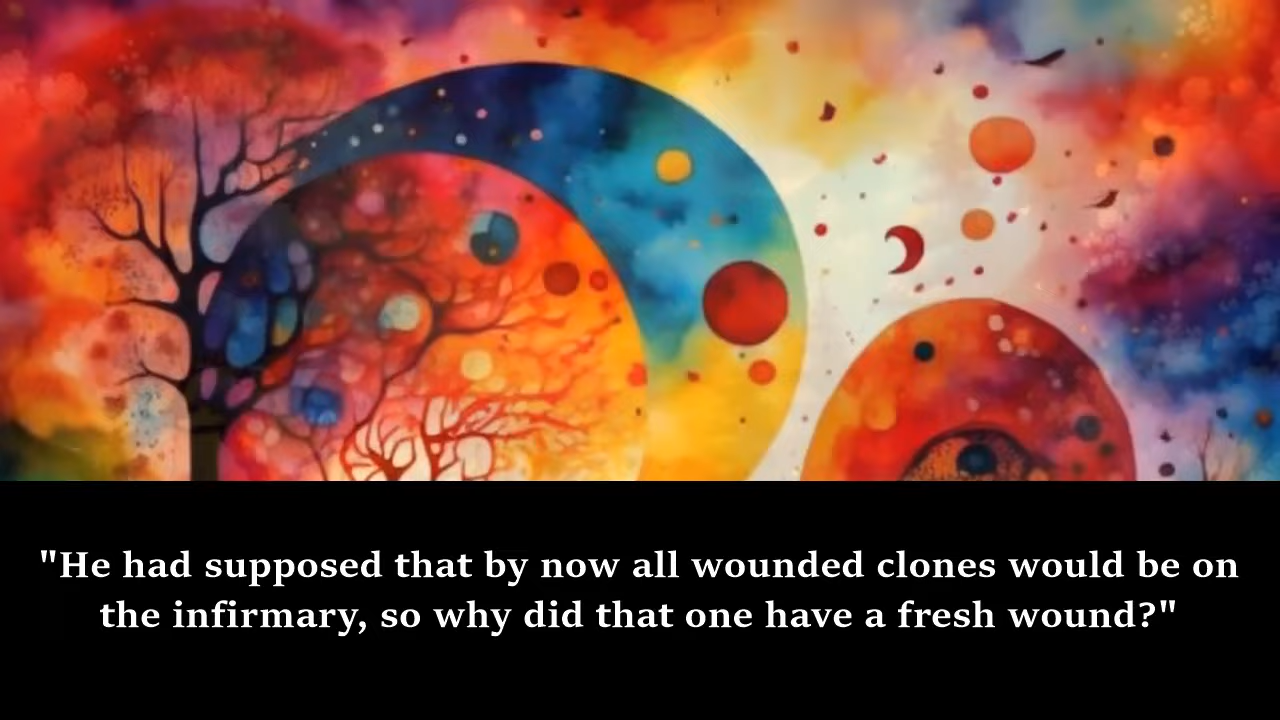 "He had supposed that by now all wounded clones would be on
the infirmary, so why did that one have a fresh wound?"